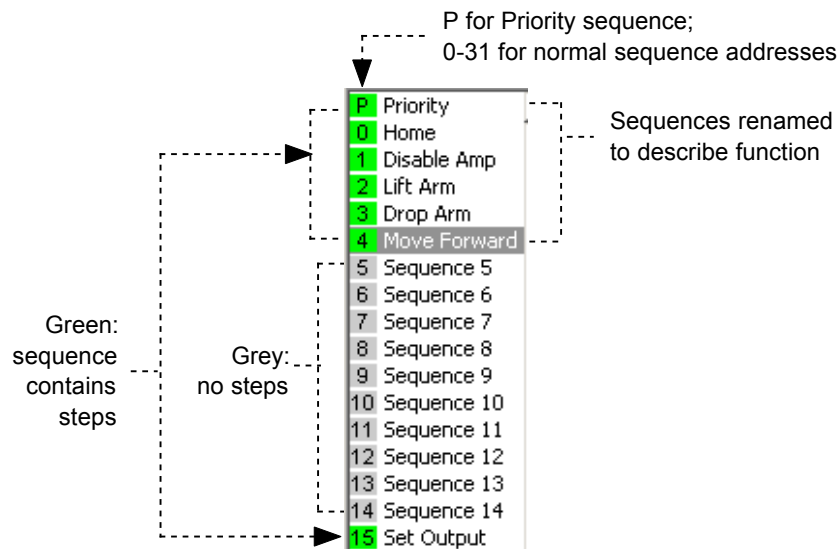 P for Priority sequence;
0-31 for normal sequence addresses
P Priority
0 Home
1 Disable Amp
2 Lift Arm
3 Drop Arm
4 Move Forward
5 Sequence 5
6 Sequence 6
7 Sequence 7
8 Sequence 8
9 Sequence 9
10 Sequence 10
11 Sequence 11
12 Sequence 12
13 Sequence 13
14 Sequence 14
15 Set Output
Sequences renamed
to describe function
Green:
sequence
contains
steps
Grey:
no steps